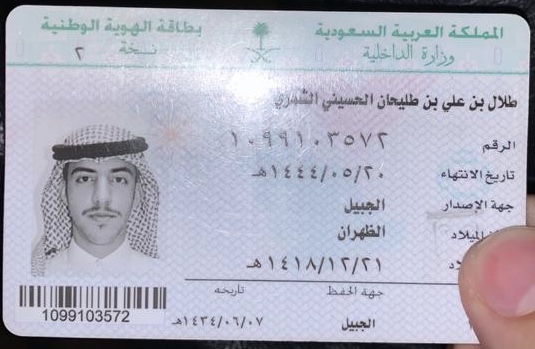 المملكة العربية السعودية
وزارة الداخلية
بطاقة الهوية الوطنية
نسخة ٢
طلال بن علي بن طليحان الحسيني الشمري
الرقم ١٠٩٩١٠٣٥٧٢
تاريخ الانتهاء ١٤٤٤/٠٥/٢٠هـ
جهة الإصدار الجبيل
الميلاد الظهران
١٤١٨/١٢/٢١هـ
جهة الحفظ تاريخه
الجبيل ١٤٣٤/٠٦/٠٧هـ
1099103572